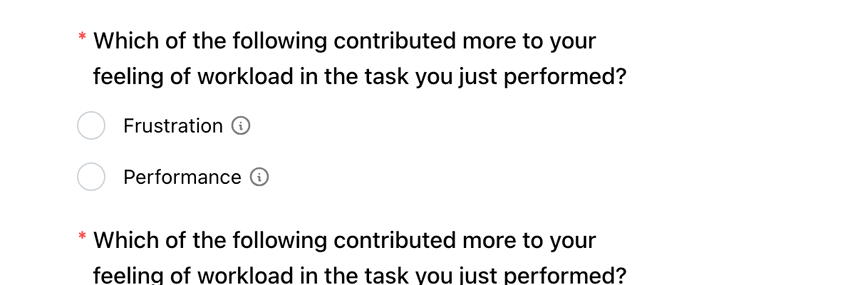 * Which of the following contributed more to your
feeling of workload in the task you just performed?
Frustration
Performance
* Which of the following contributed more to your
feeling of workload in the task you just performed?